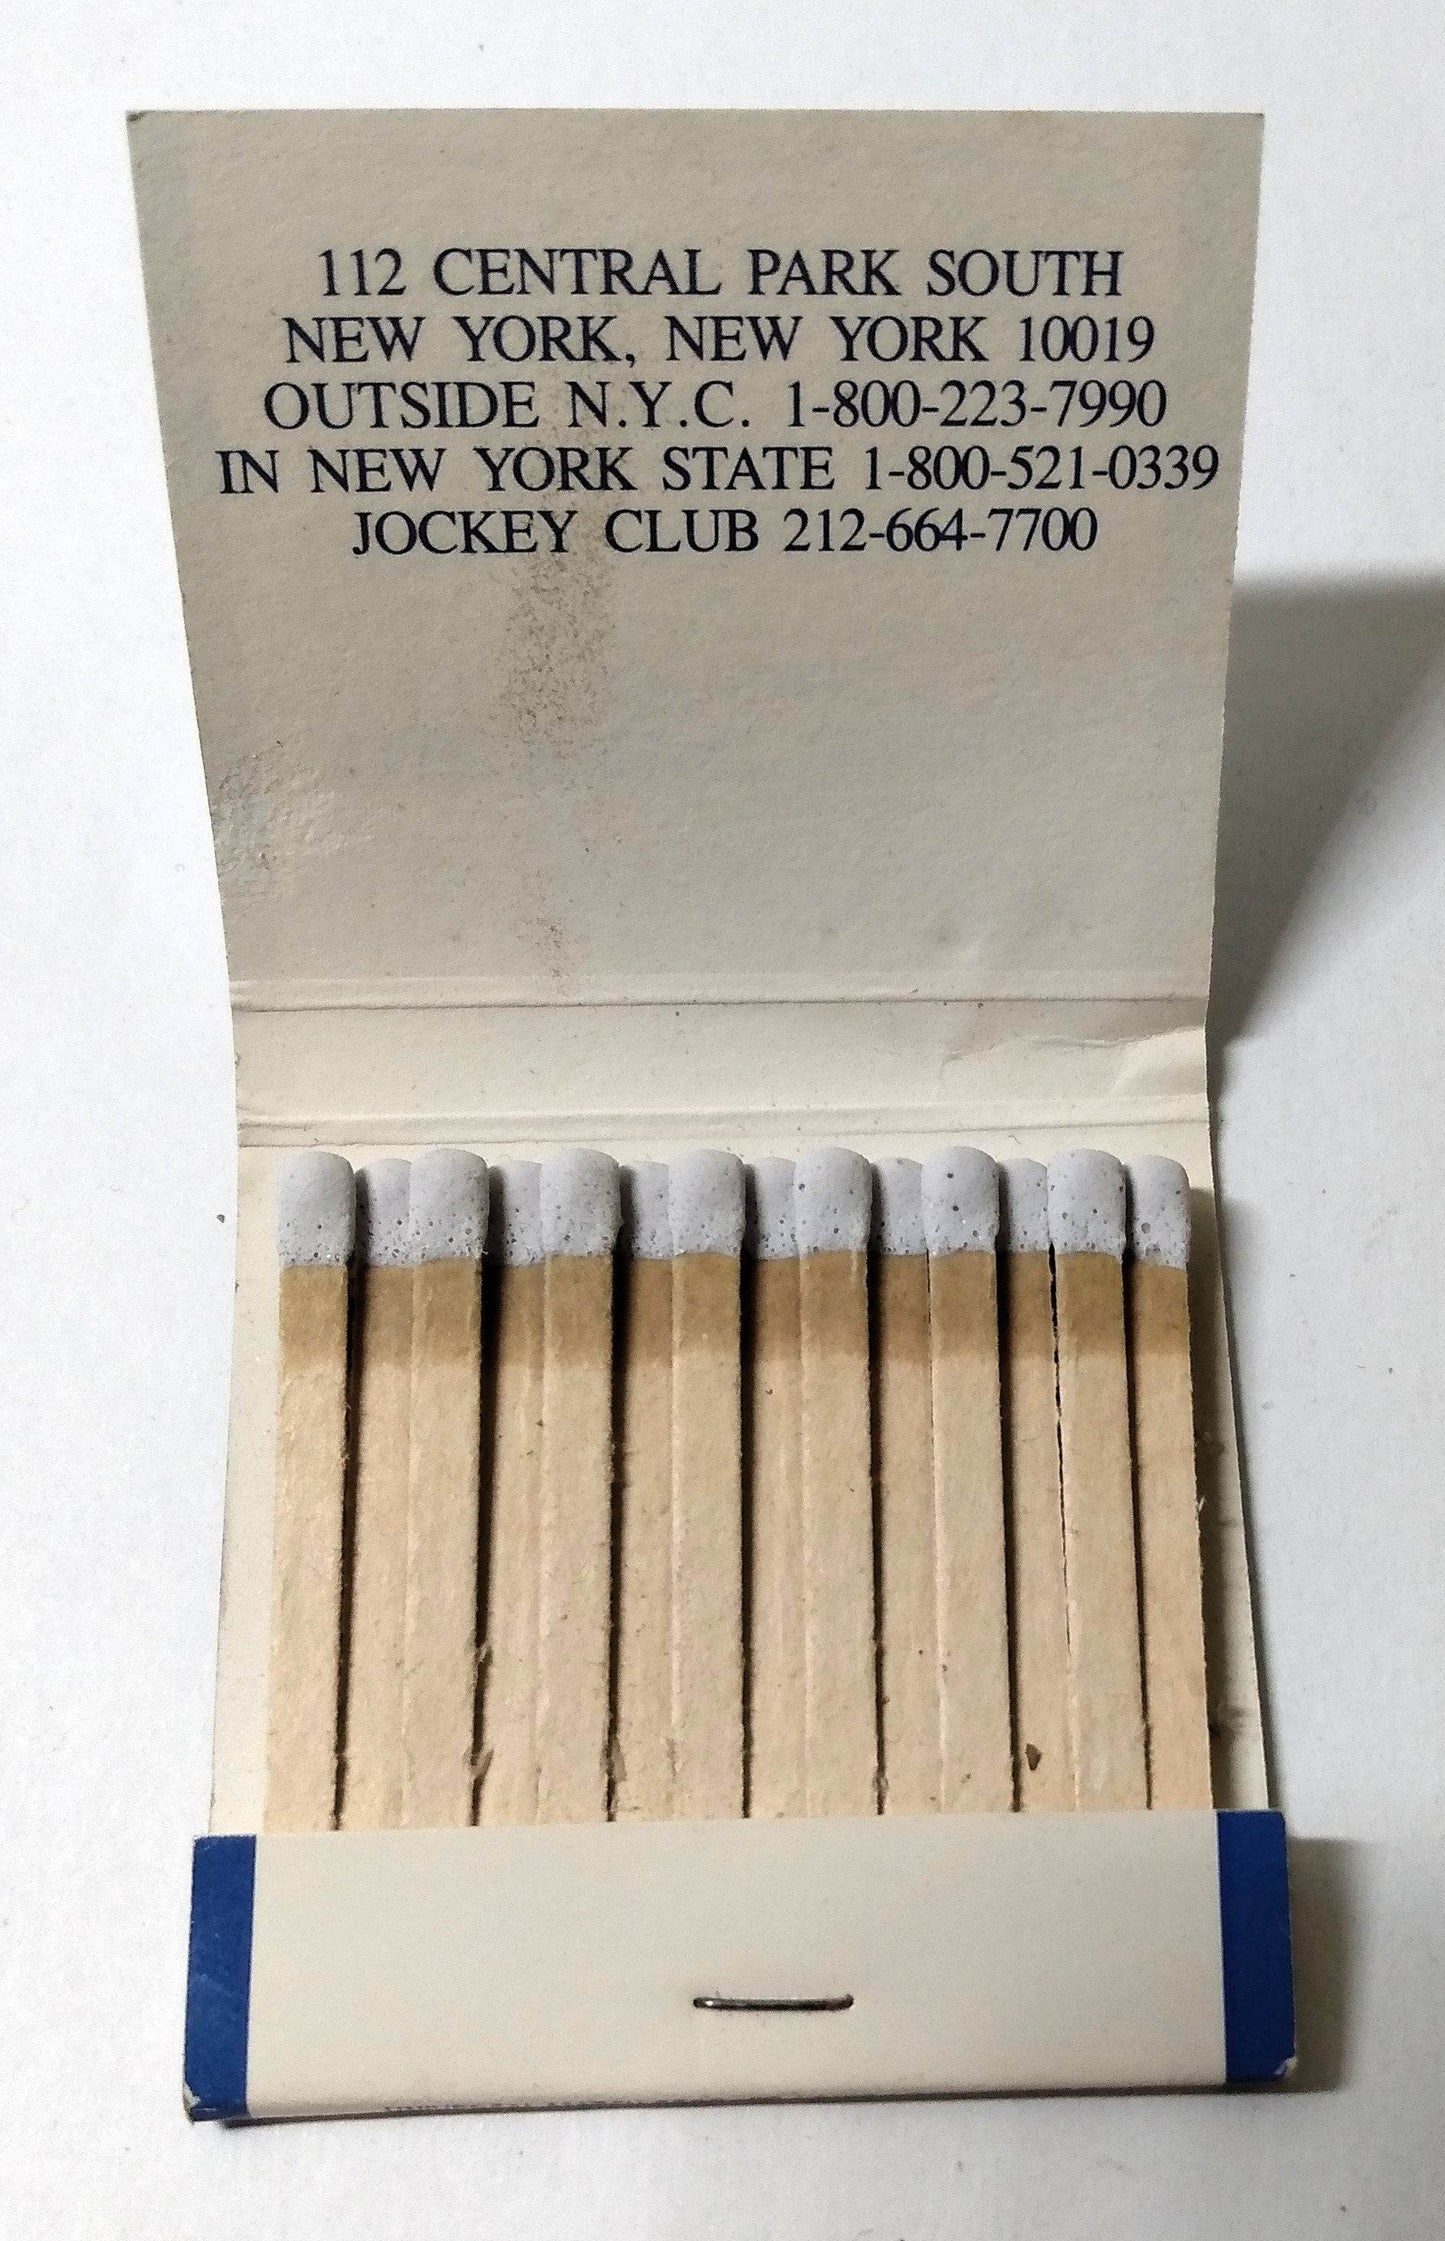 112 CENTRAL PARK SOUTH
NEW YORK, NEW YORK 10019
OUTSIDE N.Y.C. 1-800-223-7990
IN NEW YORK STATE 1-800-521-0339
JOCKEY CLUB 212-664-7700